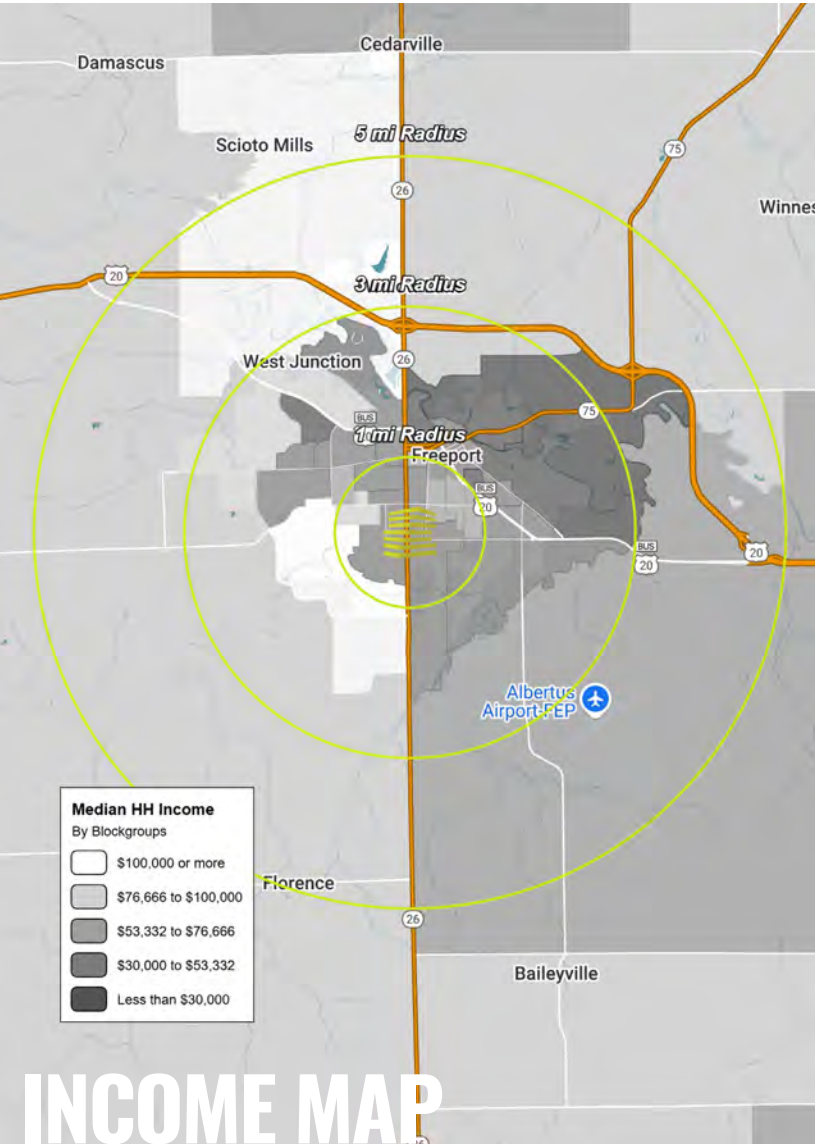 Cedarville
Damascus
5 mi Radius
Scioto Mills
75
26
Winnes
20
3 mi Radius
26
West Junction
75
BUS
1 mi Radius
Freeport
BUS
20
BUS
20
20
Albertus
Airport-FEP
Median HH Income
By Blockgroups
$100,000 or more
$76,666 to $100,000
$53,332 to $76,666
$30,000 to $53,332
Less than $30,000
Florence
26
Baileyville
INCOME MAP